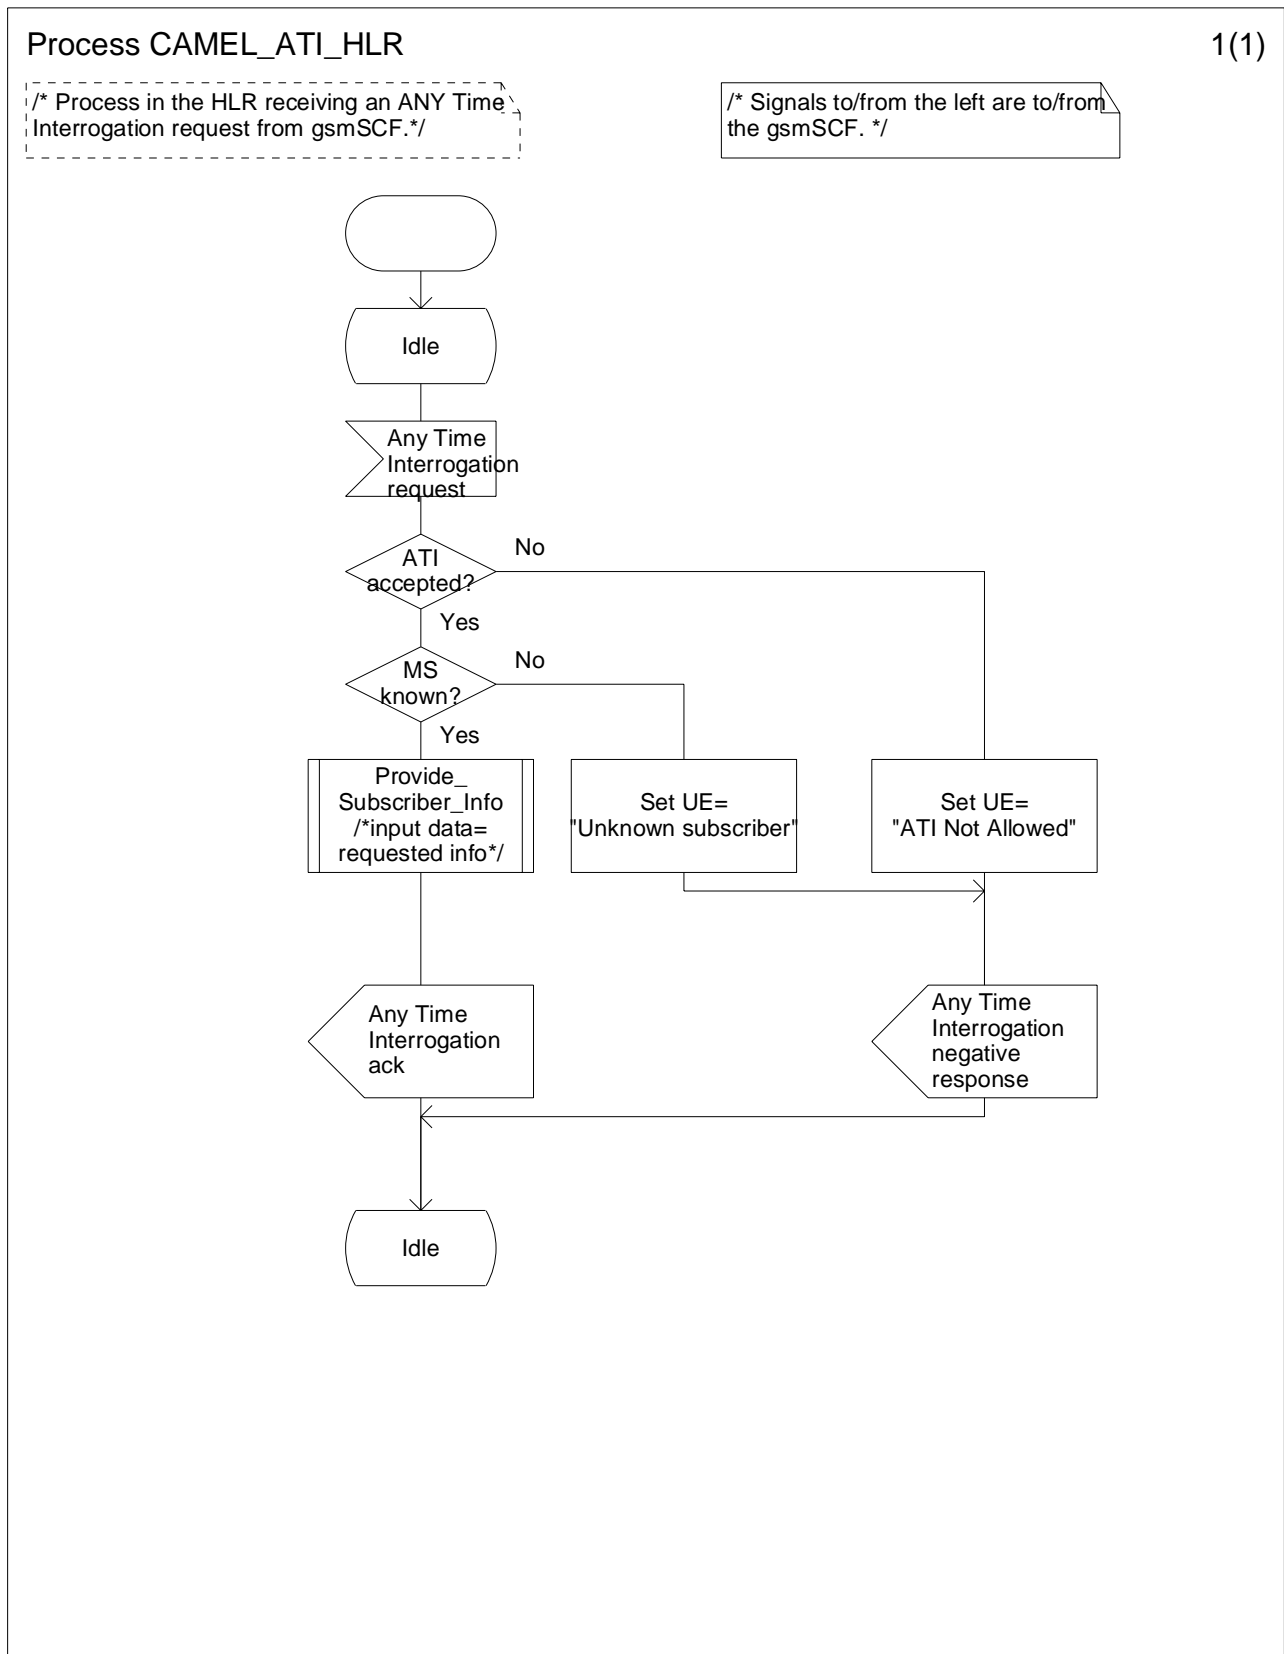 Process CAMEL_ATI_HLR
1(1)
/* Process in the HLR receiving an ANY Time
Interrogation request from gsmSCF.*/
/* Signals to/from the left are to/from
the gsmSCF. */
Idle
Any Time
Interrogation
request
ATI
accepted?
No
Yes
MS
known?
No
Yes
Provide_
Subscriber_Info
/*input data=
requested info*/
Set UE=
"Unknown subscriber"
Set UE=
"ATI Not Allowed"
Any Time
Interrogation
ack
Any Time
Interrogation
negative
response
Idle